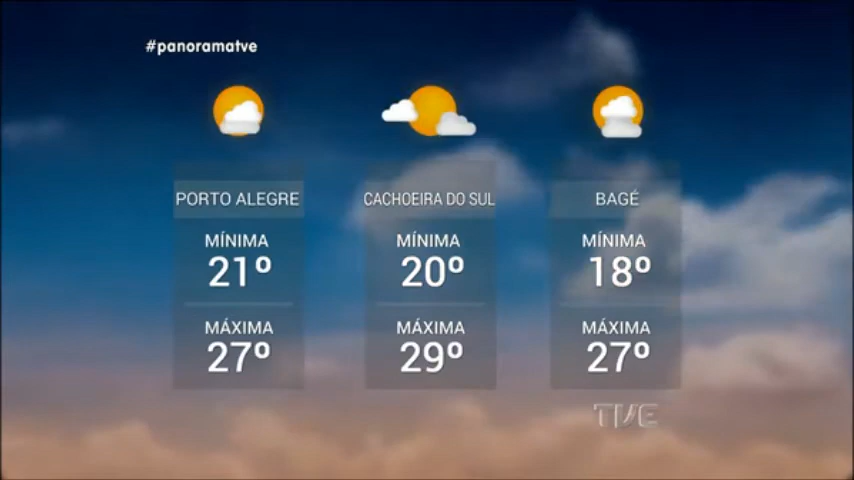 #panoramatve
PORTO ALEGRE
MÍNIMA
21º
MÁXIMA
27º
CACHOEIRA DO SUL
MÍNIMA
20º
MÁXIMA
29º
BAGÉ
MÍNIMA
18º
MÁXIMA
27º
TVE